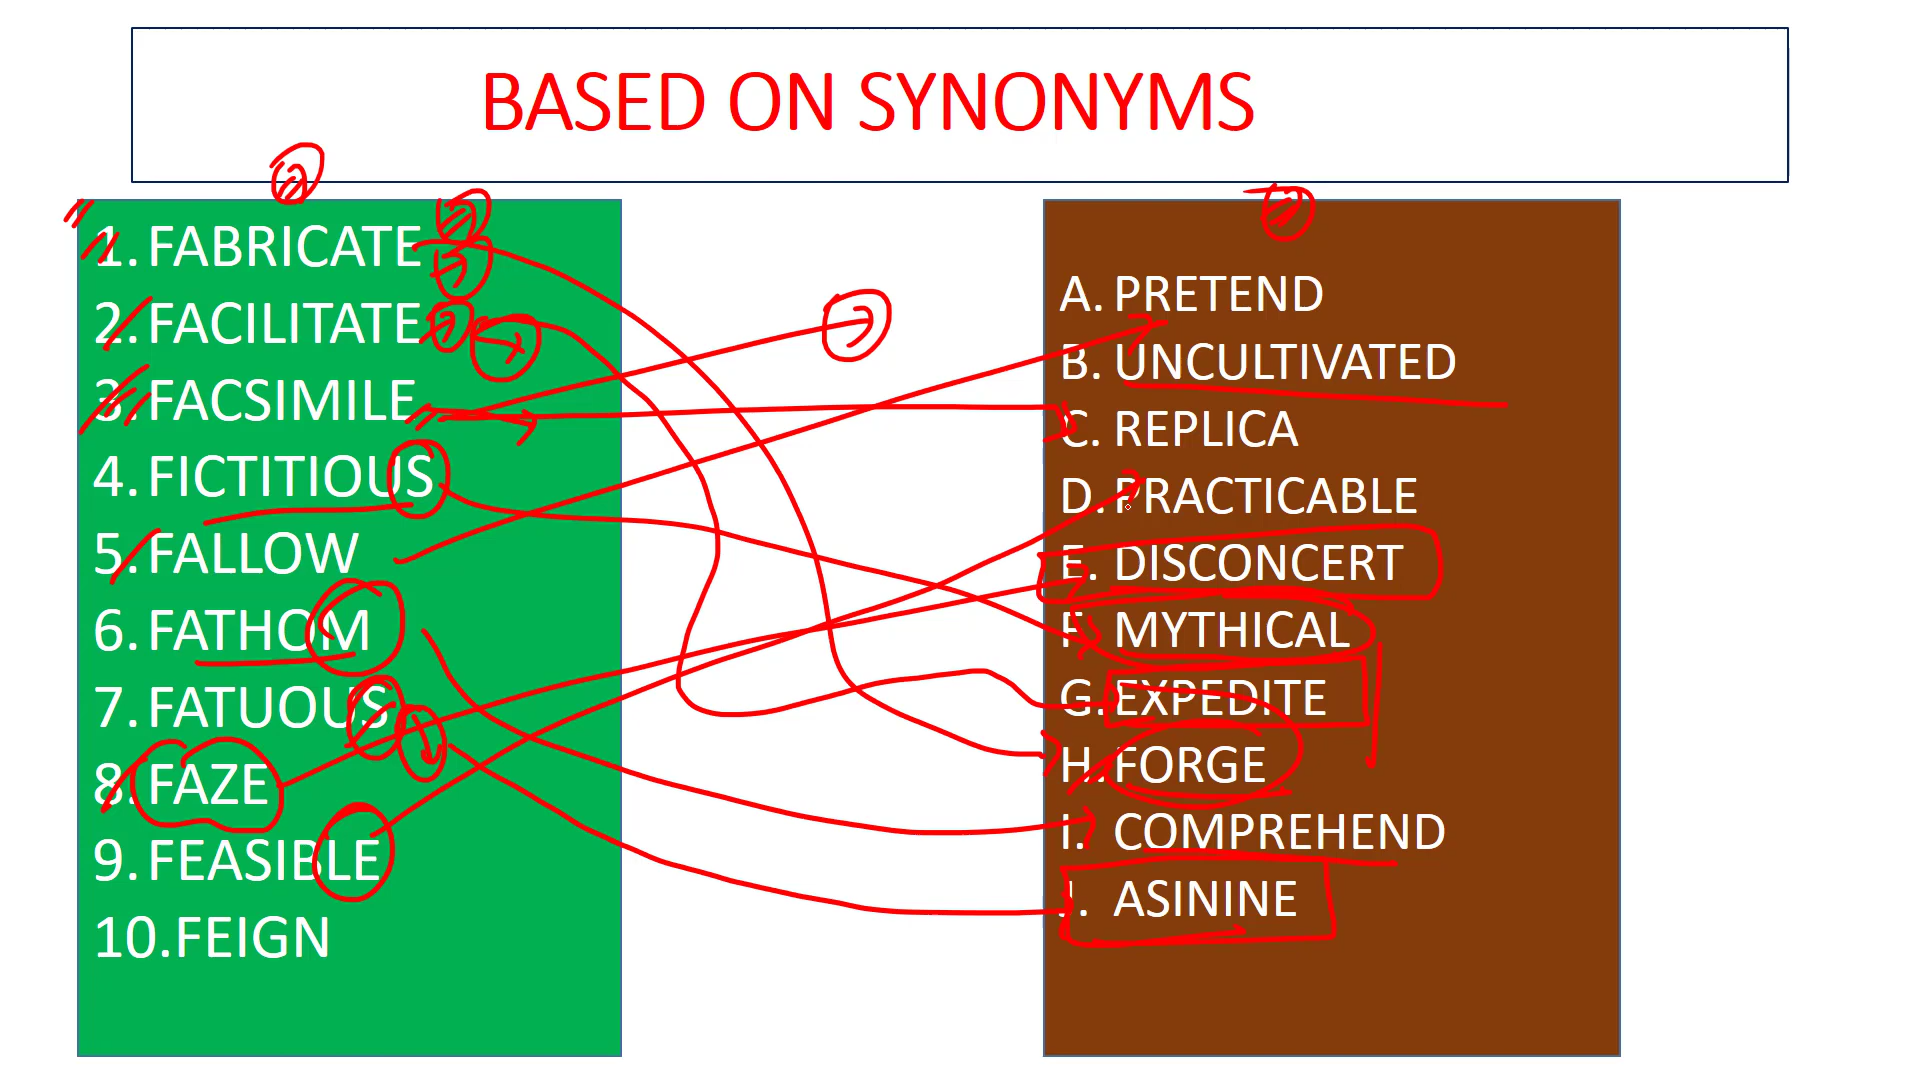 BASED ON SYNONYMS
1. FABRICATE
2. FACILITATE
3. FACSIMILE
4. FICTITIOUS
5. FALLOW
6. FATHOM
7. FATUOUS
8. FAZE
9. FEASIBLE
10. FEIGN
A. PRETEND
B. UNCULTIVATED
C. REPLICA
D. PRACTICABLE
E. DISCONCERT
F. MYTHICAL
G. EXPEDITE
H. FORGE
I. COMPREHEND
J. ASININE